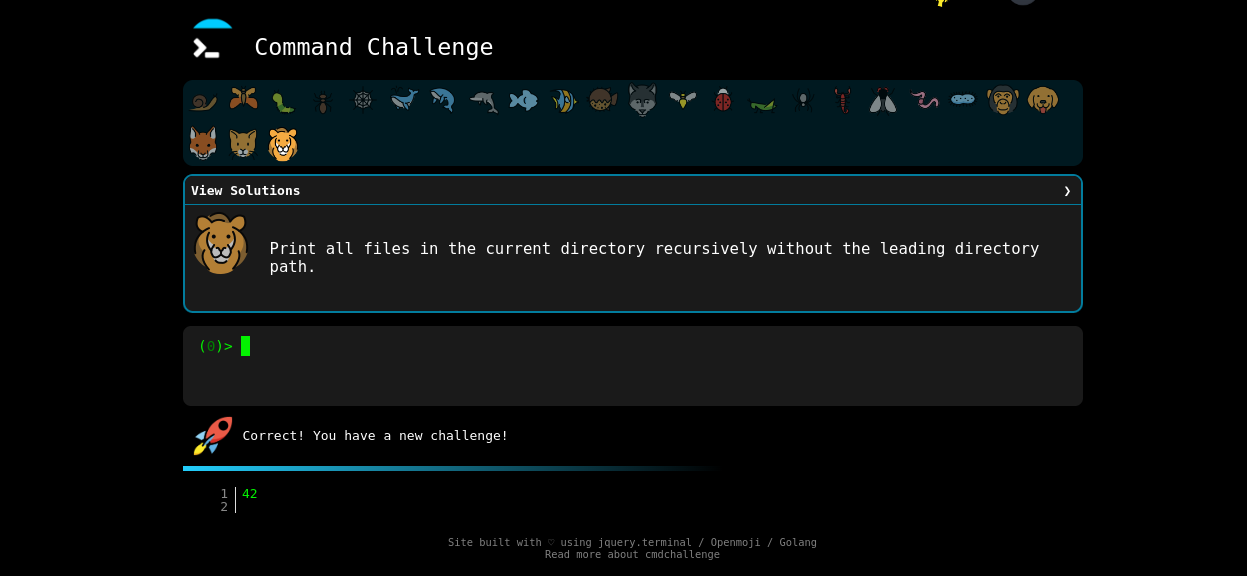 Command Challenge
View Solutions ❯
Print all files in the current directory recursively without the leading directory
path.
(0)>
Correct! You have a new challenge!
1 42
2
Site built with ♡ using jquery.terminal / Openmoji / Golang
Read more about cmdchallenge